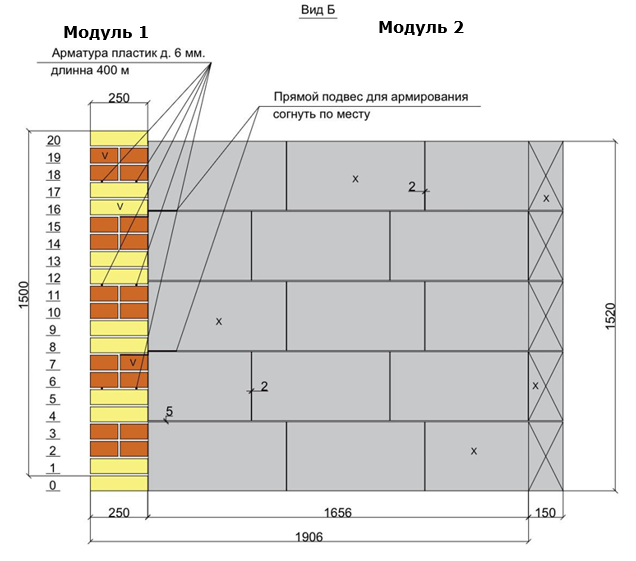 Вид Б
Модуль 1
Модуль 2
Арматура пластик д. 6 мм.
длинна 400 м
250
Прямой подвес для армирования
согнуть по месту
20
19
V
18
X
17
2
X
16
V
15
14
13
12
11
1500
1520
10
X
9
8
7
V
6
2
X
5
4
5
3
2
X
1
0
250
1656
150
1906